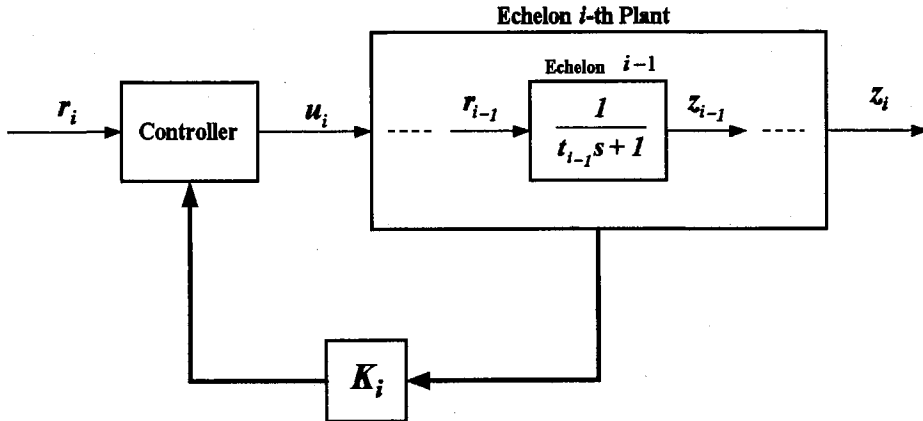 Echelon i-th Plant
Echelon i-1
r_i
Controller
u_i
----
r_{i-1}
1
t_{i-1}s+1
z_{i-1}
----
z_i
K_i